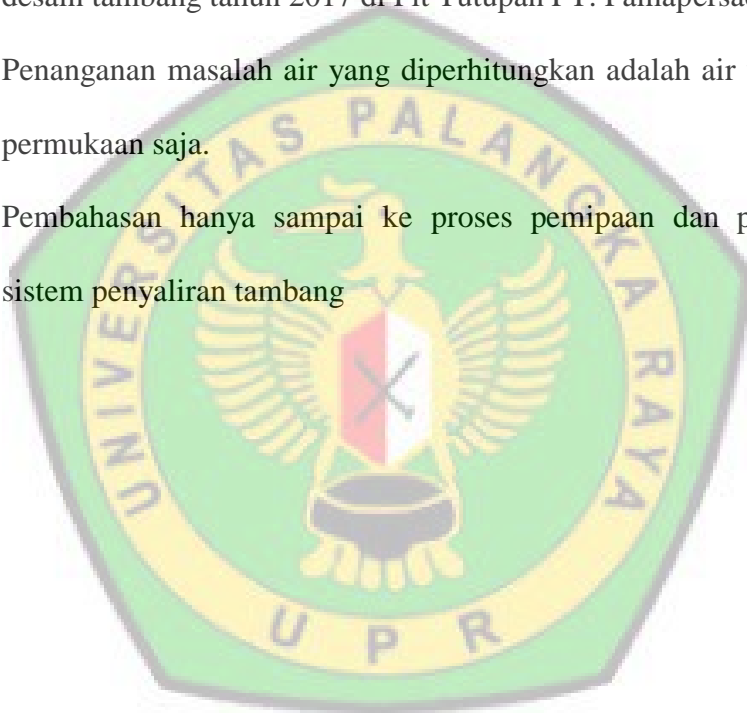 desain tambang tahun 2017 di Pit Tutupan PT.
Penanganan masalah air yang diperhitungkan adalah air
permukaan saja.
Pembahasan hanya sampai ke proses pemipaan dan
sistem penyaliran tambang
UNIVERSITAS PALANGKA RAYA
UPR